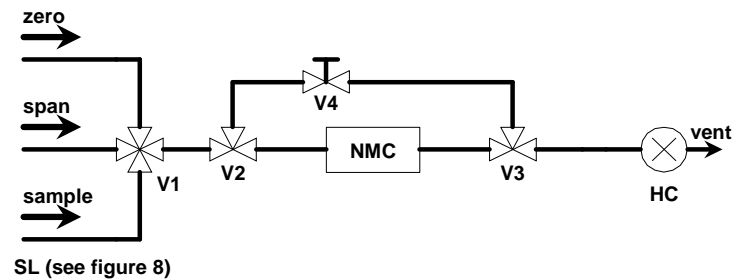 zero
span
sample
V1
V2
V4
NMC
V3
HC
vent
SL (see figure 8)